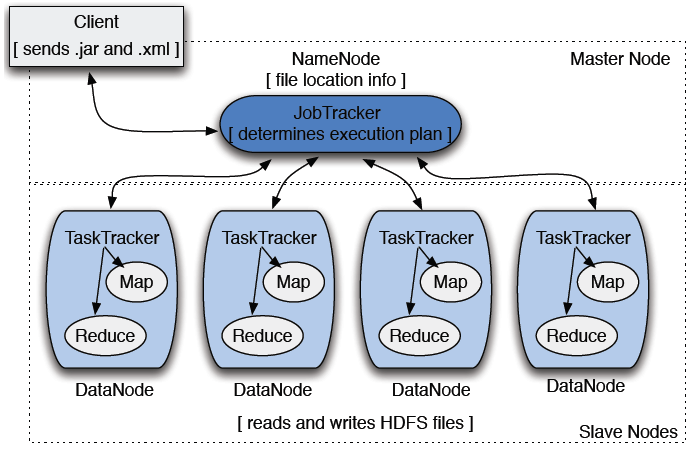 Client
[ sends .jar and .xml ]
NameNode
[ file location info ]
Master Node
JobTracker
[ determines execution plan ]
TaskTracker
Map
Reduce
DataNode
TaskTracker
Map
Reduce
DataNode
TaskTracker
Map
Reduce
DataNode
TaskTracker
Map
Reduce
DataNode
[ reads and writes HDFS files ]
Slave Nodes